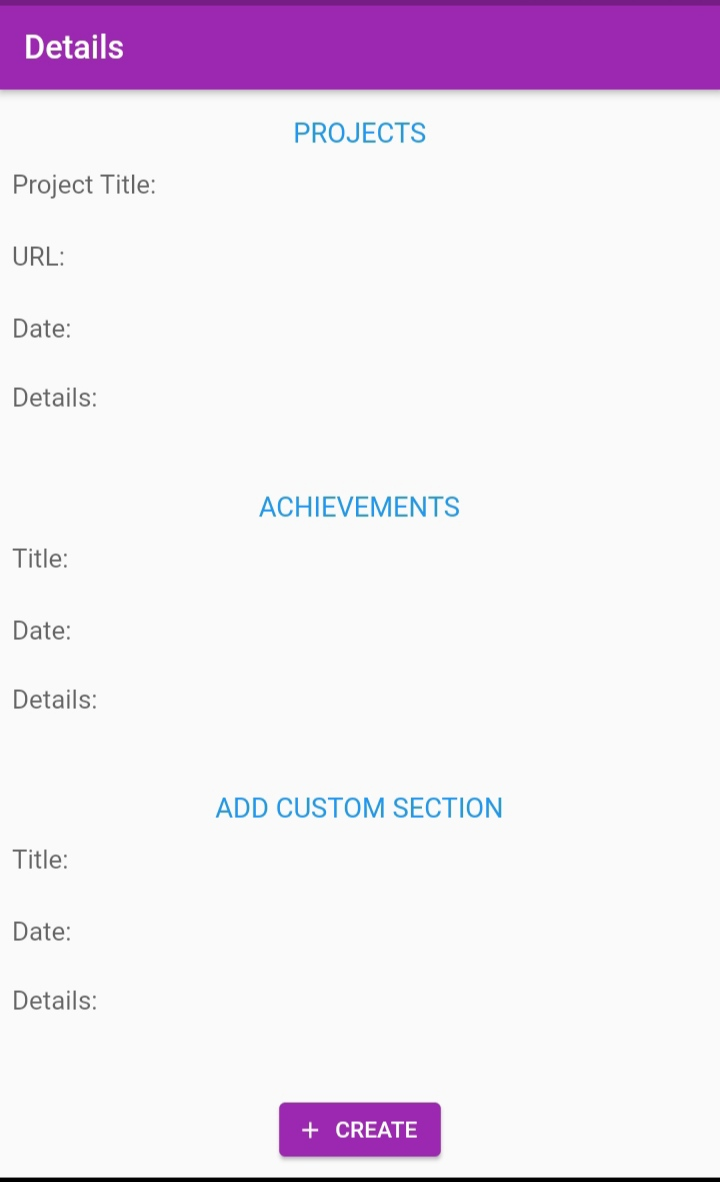 Details
PROJECTS
Project Title:
URL:
Date:
Details:
ACHIEVEMENTS
Title:
Date:
Details:
ADD CUSTOM SECTION
Title:
Date:
Details:
+ CREATE